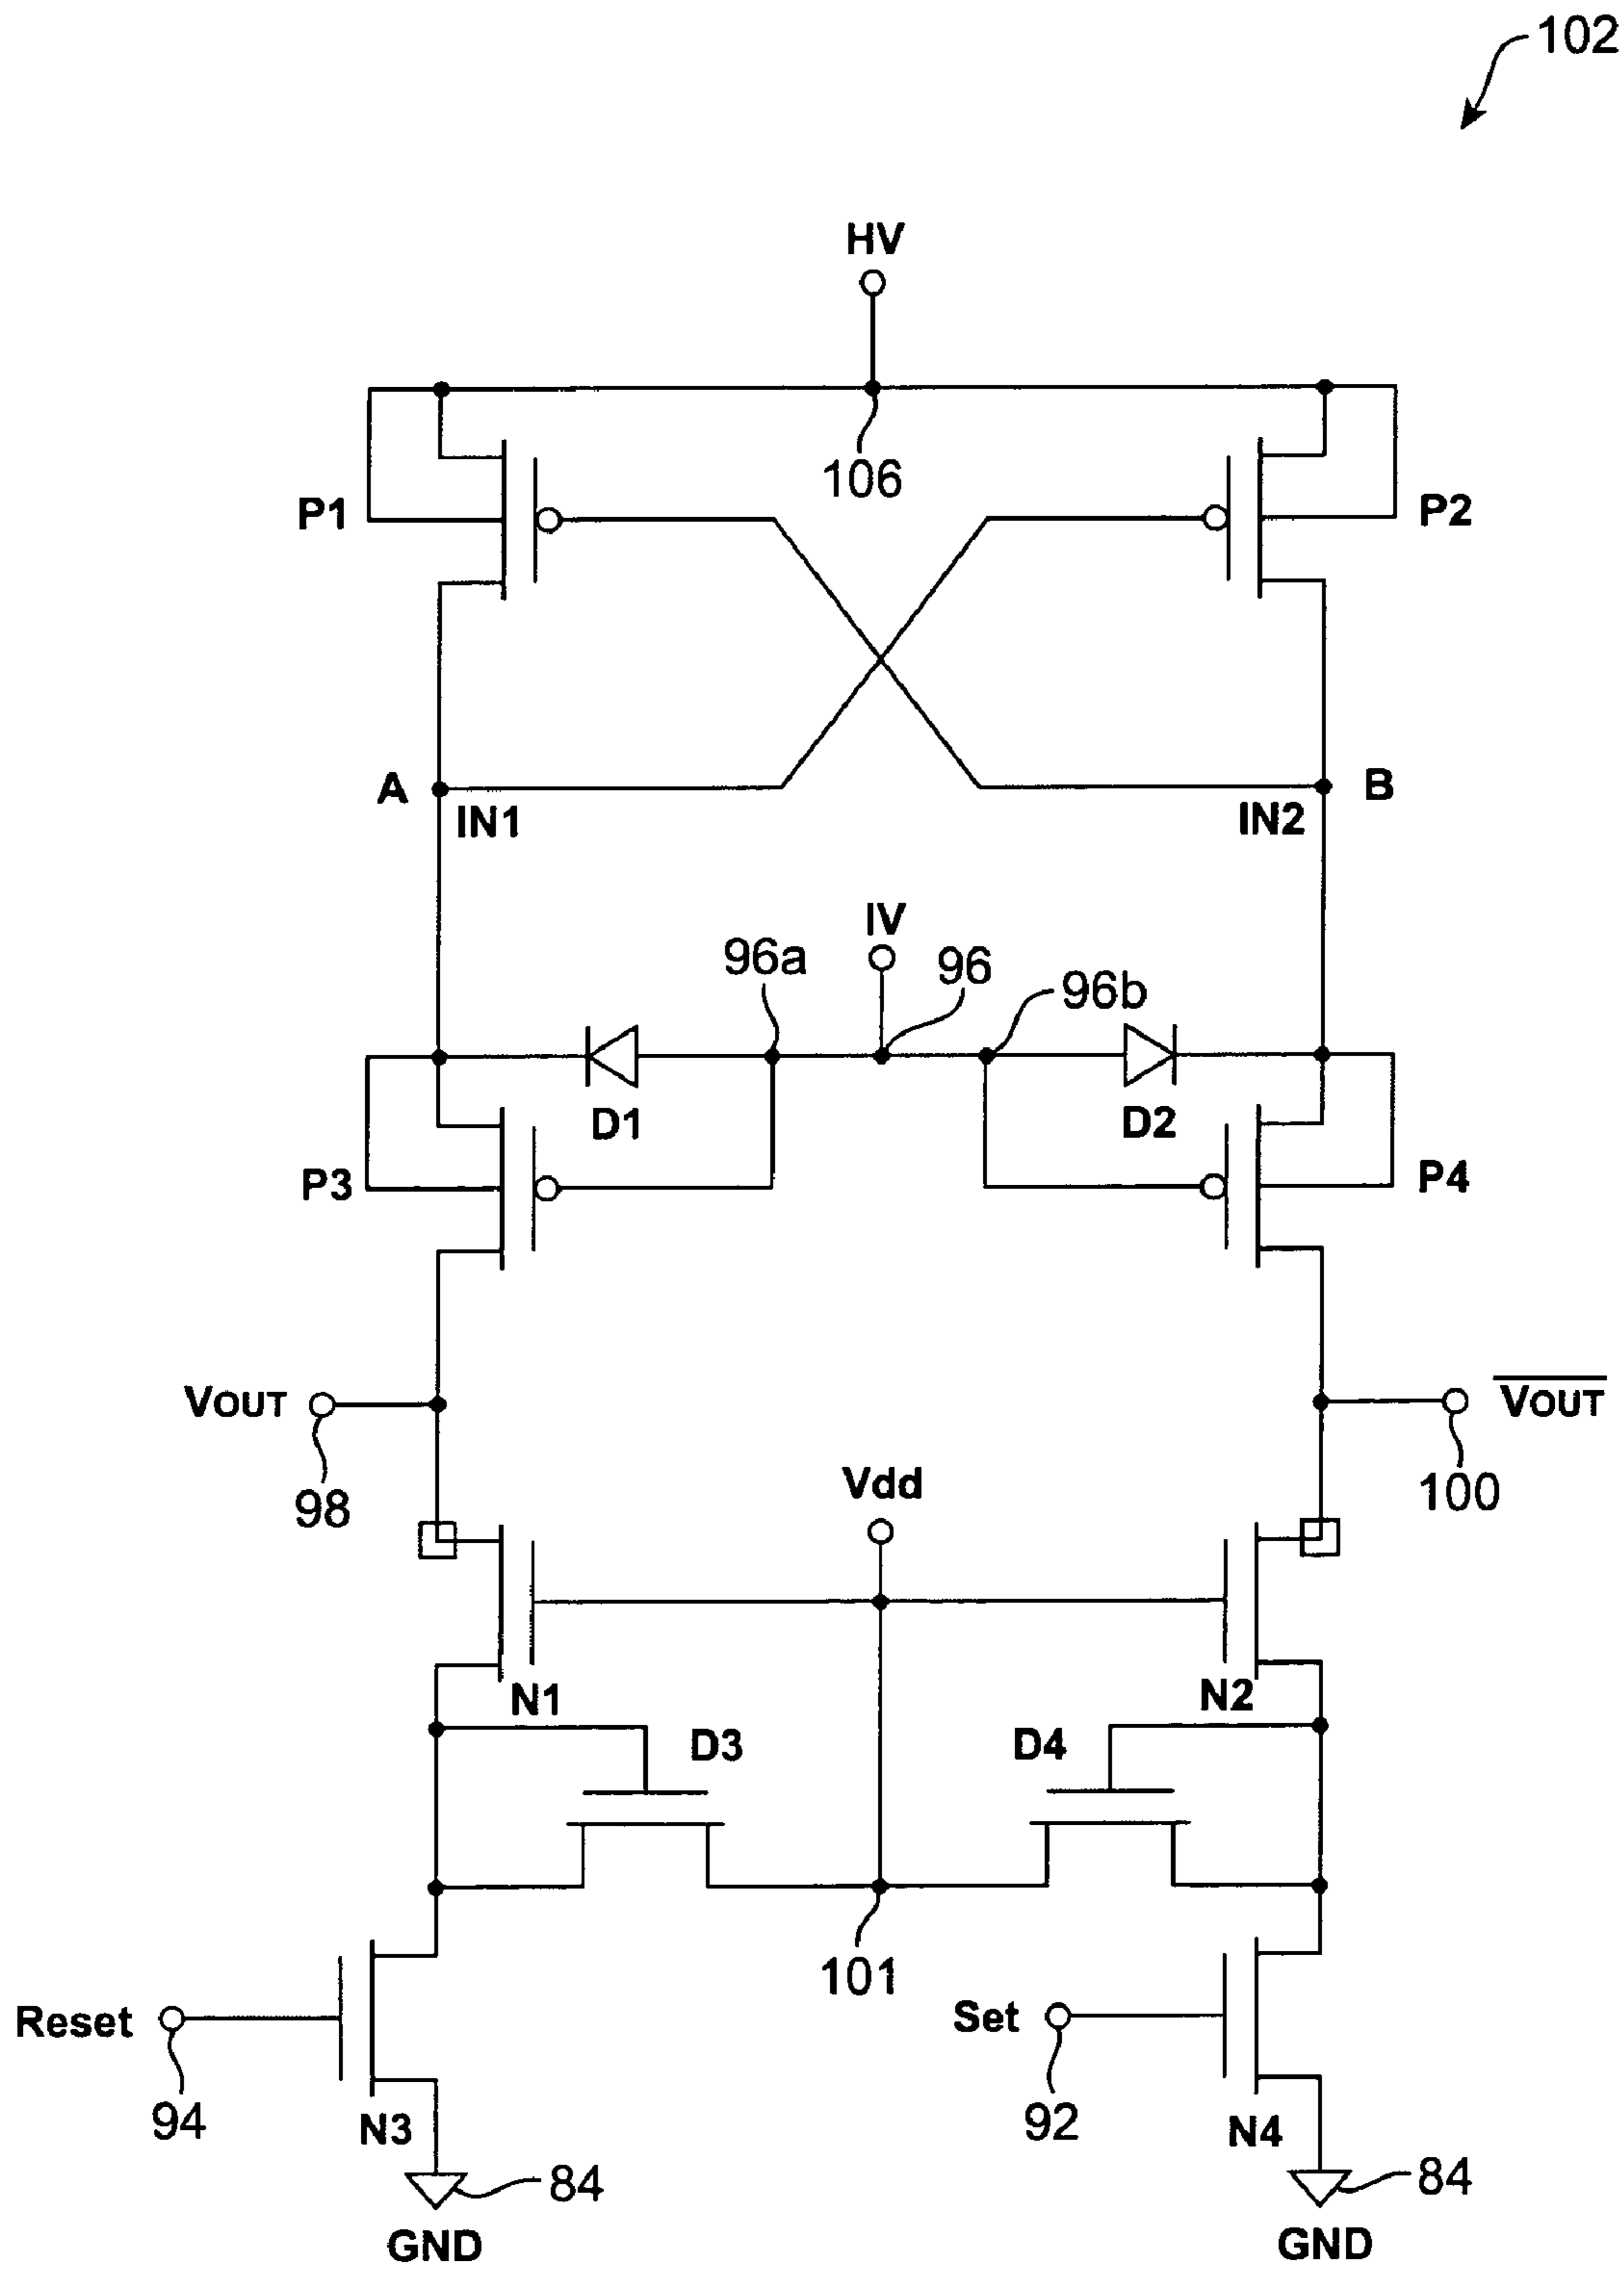 102
HV
106
P1
P2
A
IN1
IN2
B
IV
96a
96
96b
D1
D2
P3
P4
VOUT
VOUT
98
100
Vdd
N1
N2
D3
D4
101
Reset
Set
94
92
N3
N4
84
84
GND
GND